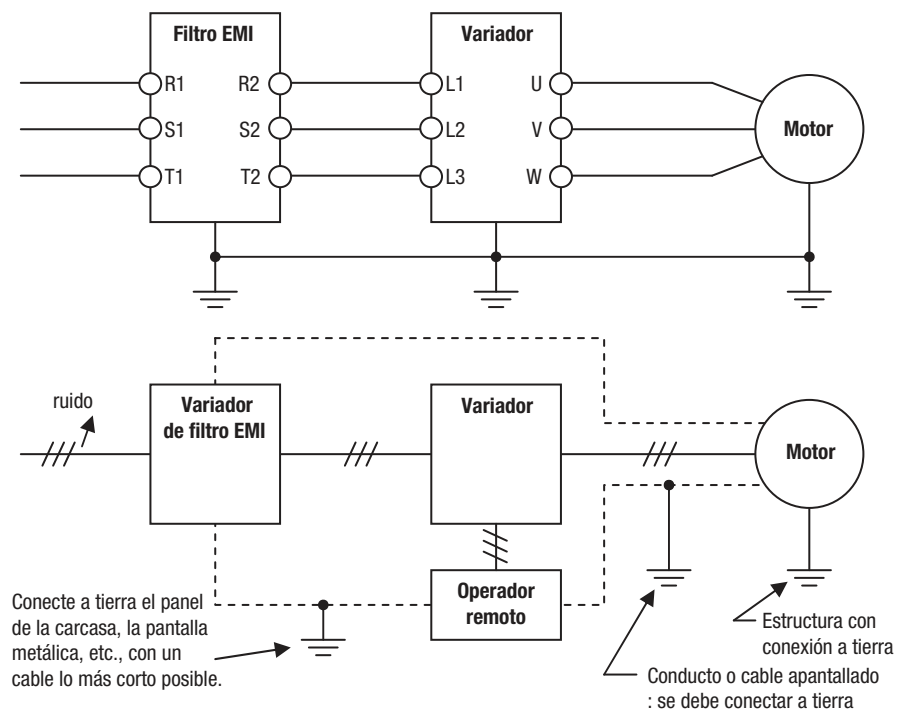 Filtro EMI
Variador
R1
R2
L1
U
S1
S2
L2
V
Motor
T1
T2
L3
W
ruido
Variador
de filtro EMI
Variador
Motor
Operador
remoto
Conecte a tierra el panel
de la carcasa, la pantalla
metálica, etc., con un
cable lo más corto posible.
Estructura con
conexión a tierra
Conducto o cable apantallado
: se debe conectar a tierra